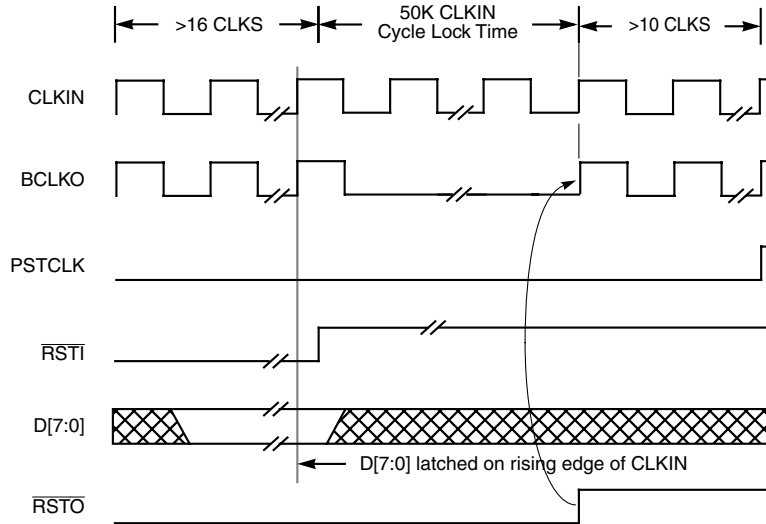 >16 CLKS
50K CLKIN
Cycle Lock Time
>10 CLKS
CLKIN
BCLKO
PSTCLK
RSTI
D[7:0]
D[7:0] latched on rising edge of CLKIN
RSTO